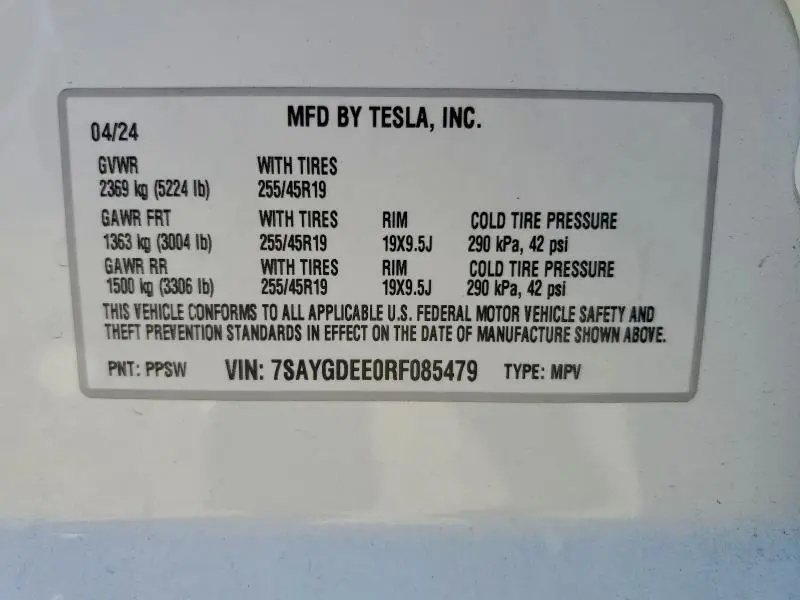 MFD BY TESLA, INC.
04/24
GVWR WITH TIRES
2369 kg (5224 lb) 255/45R19
GAWR FRT WITH TIRES RIM COLD TIRE PRESSURE
1363 kg (3004 lb) 255/45R19 19X9.5J 290 kPa, 42 psi
GAWR RR WITH TIRES RIM COLD TIRE PRESSURE
1500 kg (3306 lb) 255/45R19 19X9.5J 290 kPa, 42 psi
THIS VEHICLE CONFORMS TO ALL APPLICABLE U.S. FEDERAL MOTOR VEHICLE SAFETY AND
THEFT PREVENTION STANDARDS IN EFFECT ON THE DATE OF MANUFACTURE SHOWN ABOVE.
PNT: PPSW VIN: 7SAYGDEE0RF085479 TYPE: MPV